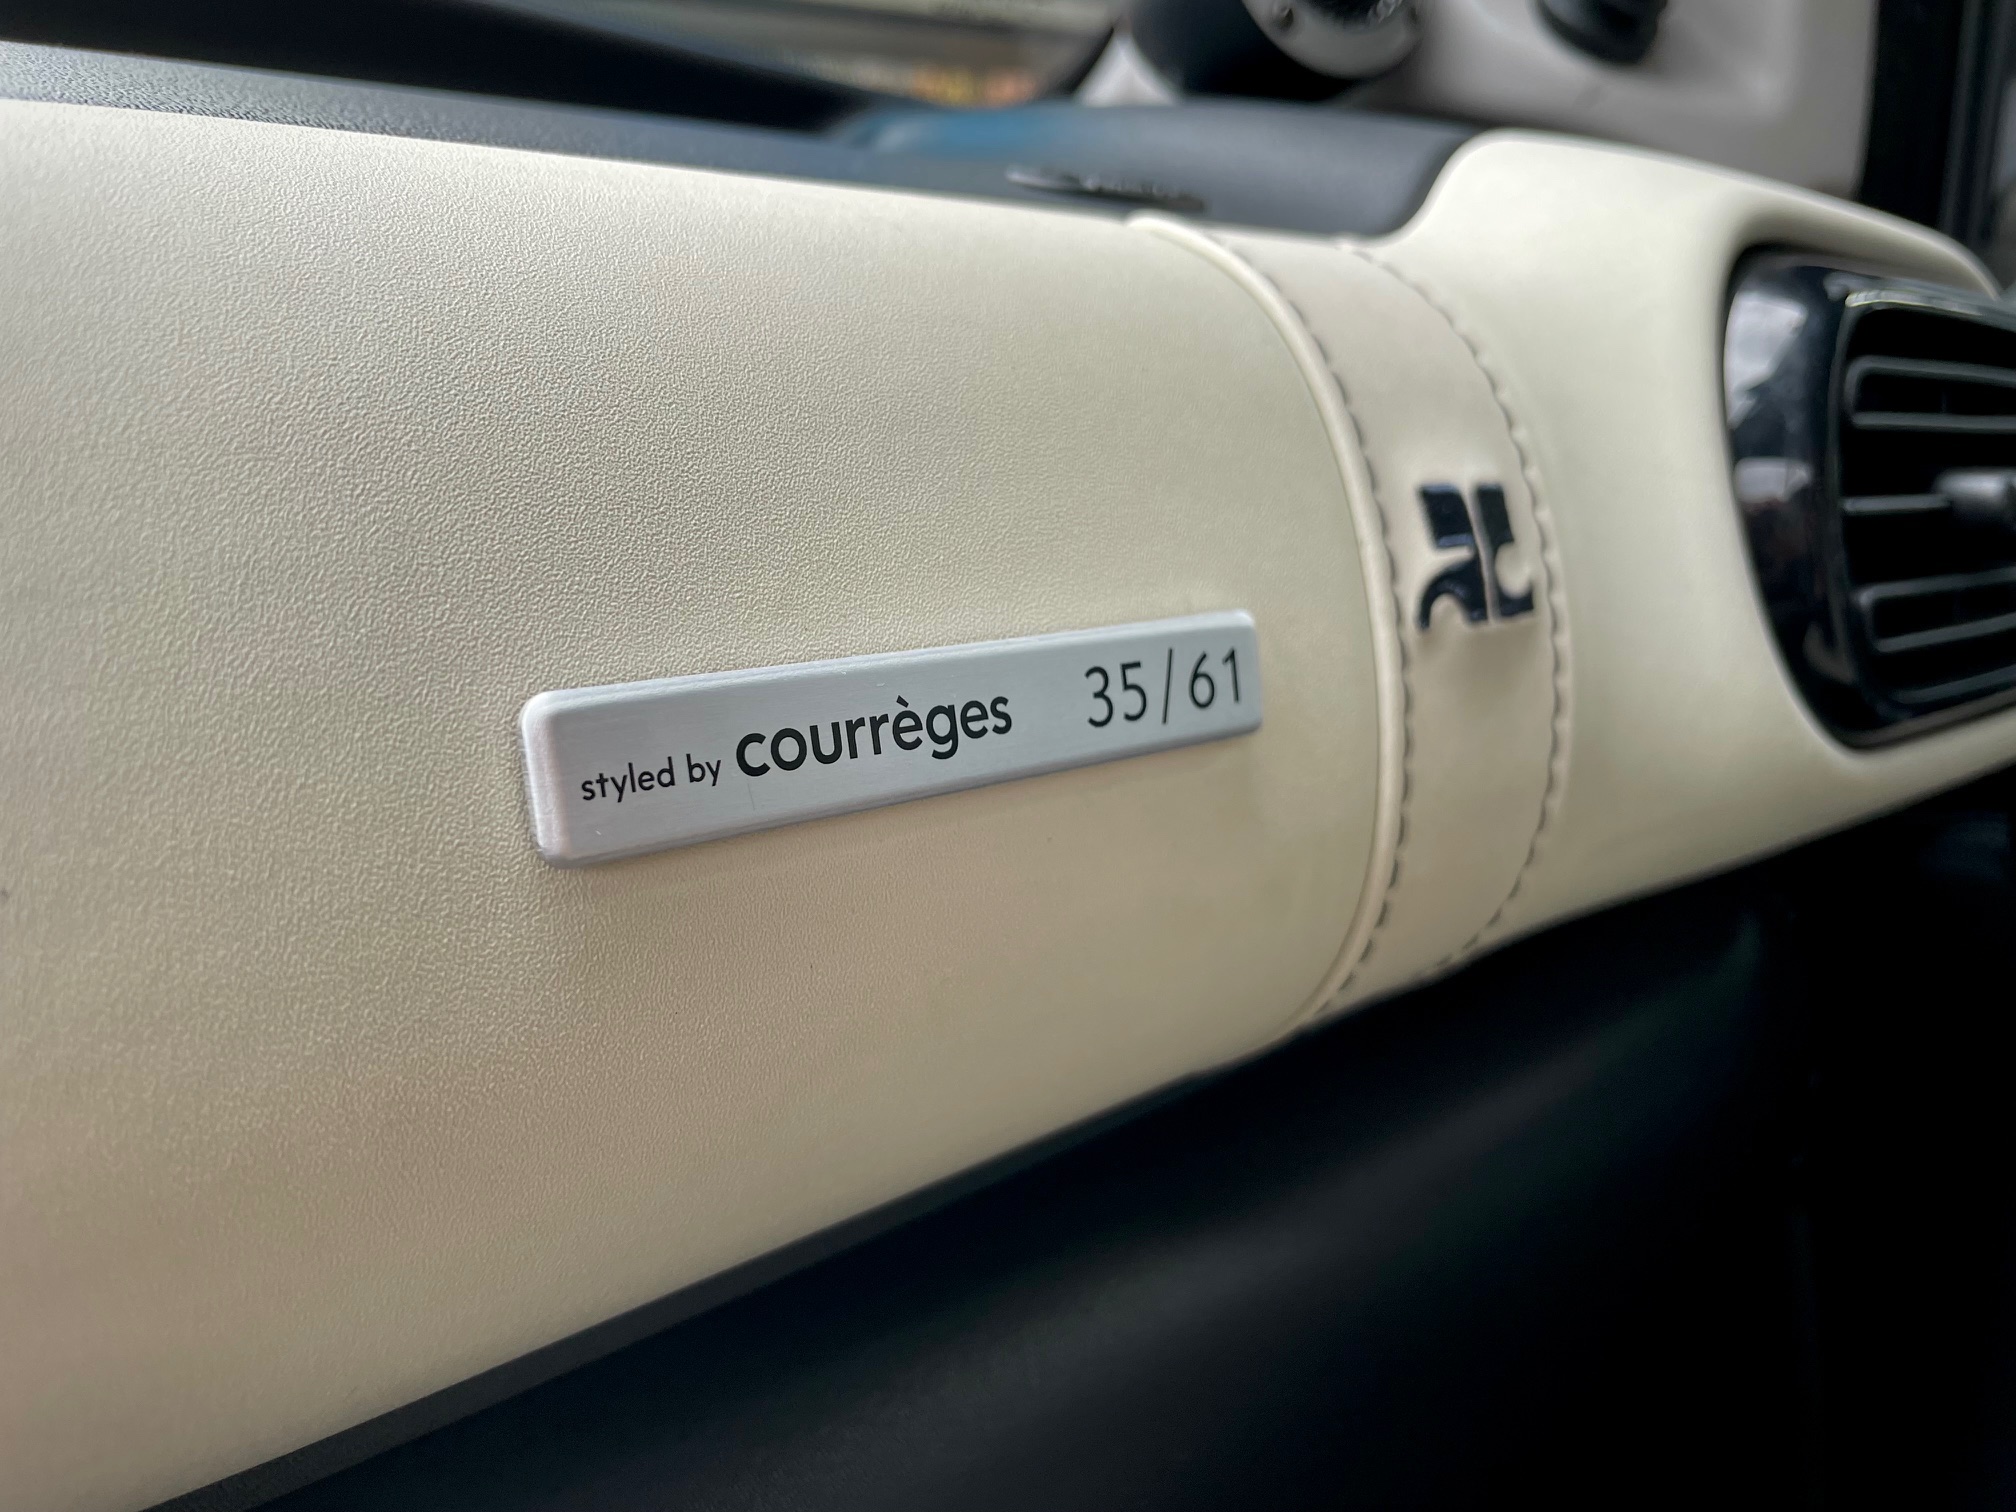 styled by courrèges 35/61